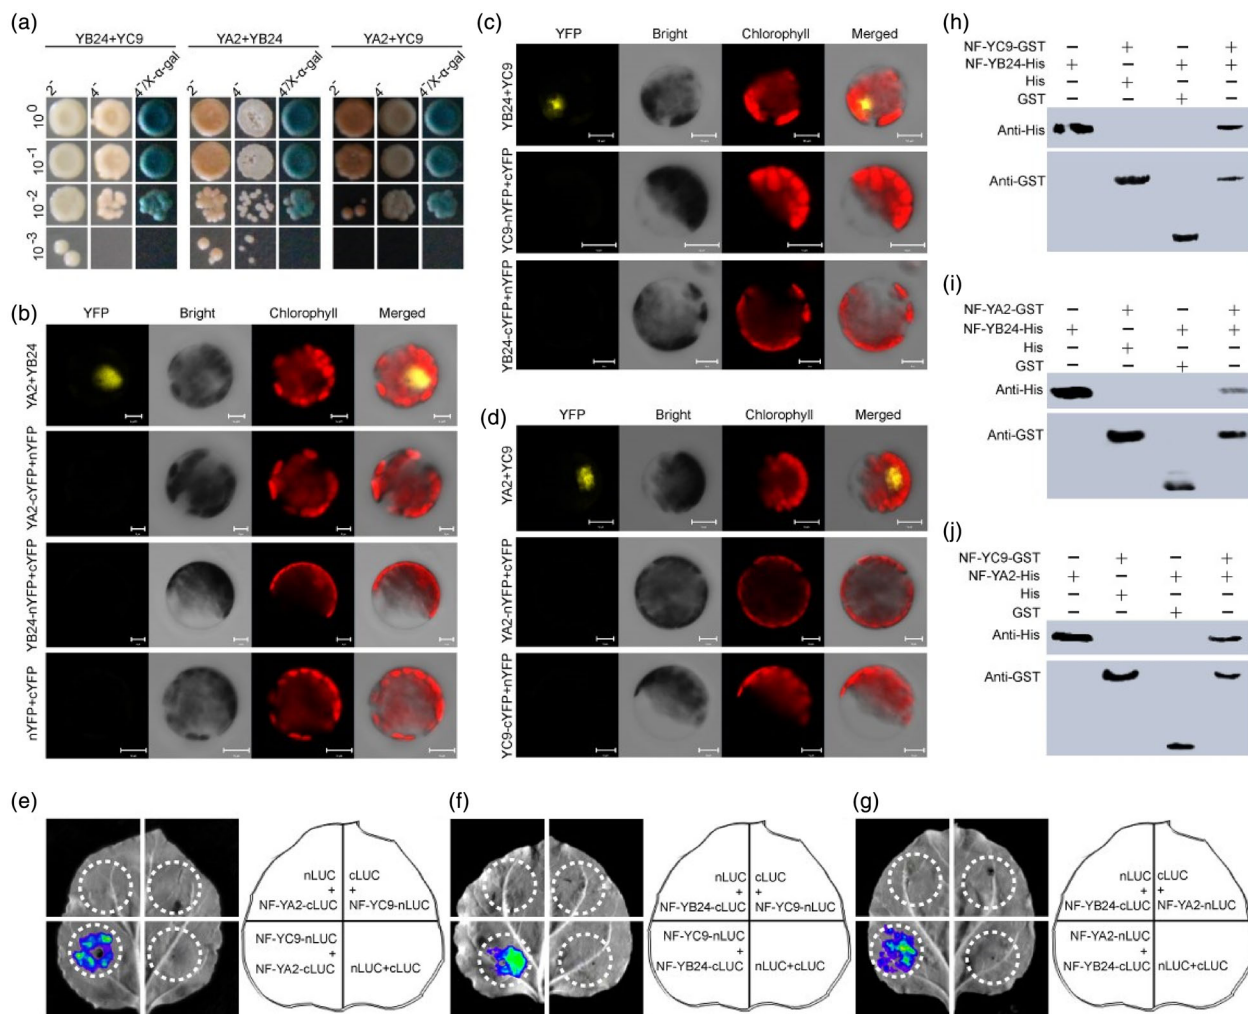 (a)
YB24+YC9 YA2+YB24 YA2+YC9
2⁻ 4⁻ 4⁻/X-α-gal 2⁻ 4⁻ 4⁻/X-α-gal 2⁻ 4⁻ 4⁻/X-α-gal
10⁰
10⁻¹
10⁻²
10⁻³
(b)
YFP Bright Chlorophyll Merged
YA2+YB24
YA2-cYFP+nYFP
YB24-nYFP+cYFP
nYFP+cYFP
(c)
YFP Bright Chlorophyll Merged
YB24+YC9
YC9-nYFP+cYFP
YB24-cYFP+nYFP
(d)
YFP Bright Chlorophyll Merged
YA2+YC9
YA2-nYFP+cYFP
YC9-cYFP+nYFP
(e)
nLUC
+
NF-YA2-cLUC
cLUC
+
NF-YC9-nLUC
NF-YC9-nLUC
+
NF-YA2-cLUC
nLUC+cLUC
(f)
nLUC
+
NF-YB24-cLUC
cLUC
+
NF-YC9-nLUC
NF-YC9-nLUC
+
NF-YB24-cLUC
nLUC+cLUC
(g)
nLUC
+
NF-YB24-cLUC
cLUC
+
NF-YA2-nLUC
NF-YA2-nLUC
+
NF-YB24-cLUC
nLUC+cLUC
(h)
NF-YC9-GST − + − +
NF-YB24-His + − + +
His − + − −
GST − − + −
Anti-His
Anti-GST
(i)
NF-YA2-GST − + − +
NF-YB24-His + − + +
His − + − −
GST − − + −
Anti-His
Anti-GST
(j)
NF-YC9-GST − + − +
NF-YA2-His + − + +
His − + − −
GST − − + −
Anti-His
Anti-GST